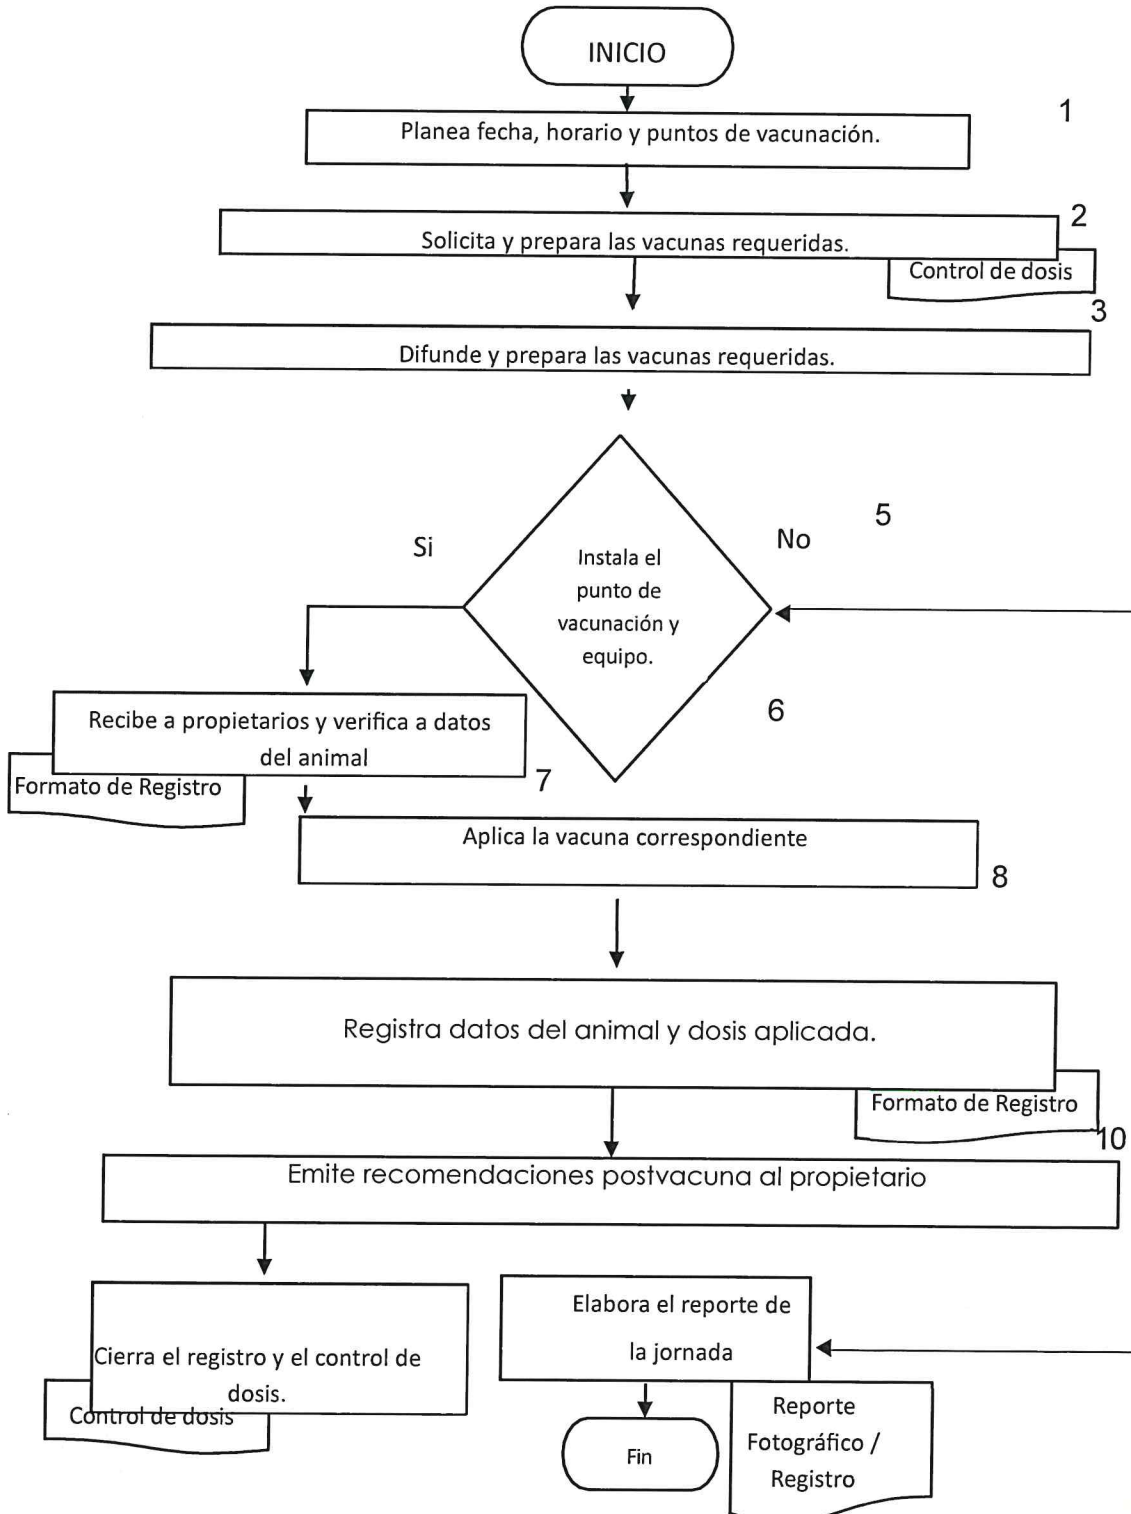 INICIO
1
Planea fecha, horario y puntos de vacunación.
2
Solicita y prepara las vacunas requeridas.
Control de dosis
3
Difunde y prepara las vacunas requeridas.
5
Si
No
Instala el
punto de
vacunación y
equipo.
6
Recibe a propietarios y verifica a datos
del animal
Formato de Registro
7
Aplica la vacuna correspondiente
8
Registra datos del animal y dosis aplicada.
Formato de Registro
10
Emite recomendaciones postvacuna al propietario
Cierra el registro y el control de
dosis.
Control de dosis
Elabora el reporte de
la jornada
Reporte
Fotográfico /
Registro
Fin